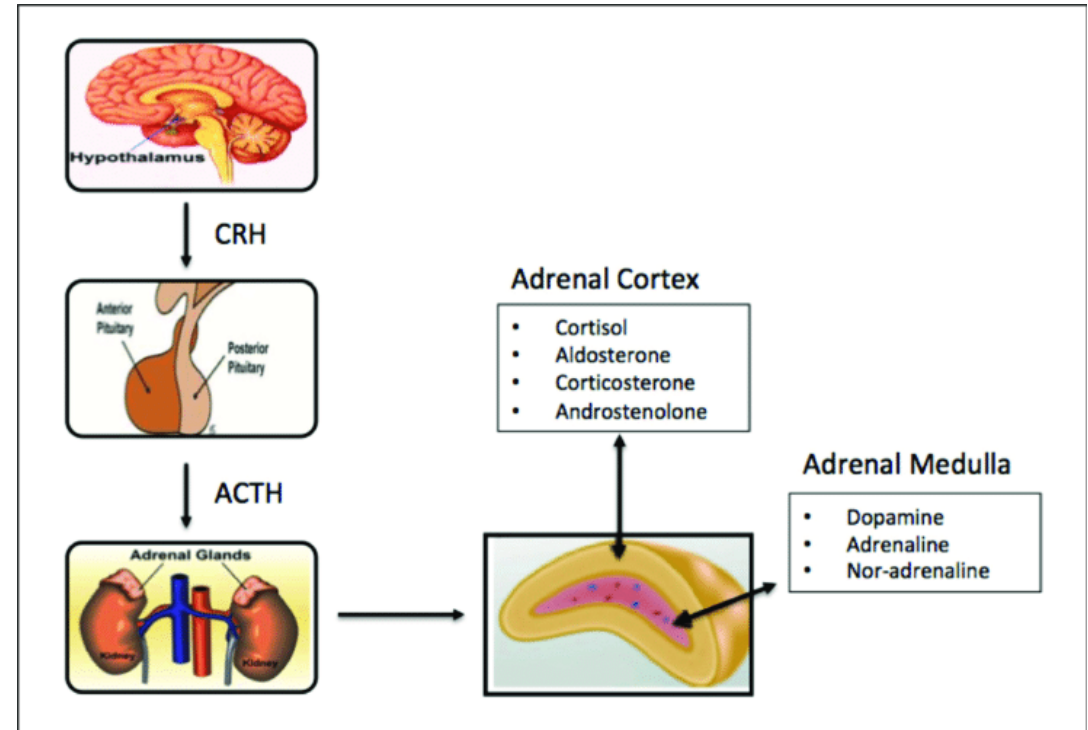 Hypothalamus
CRH
Anterior
Pituitary
Posterior
Pituitary
ACTH
Adrenal Glands
Kidney
Kidney
Adrenal Cortex
• Cortisol
• Aldosterone
• Corticosterone
• Androstenolone
Adrenal Medulla
• Dopamine
• Adrenaline
• Nor-adrenaline